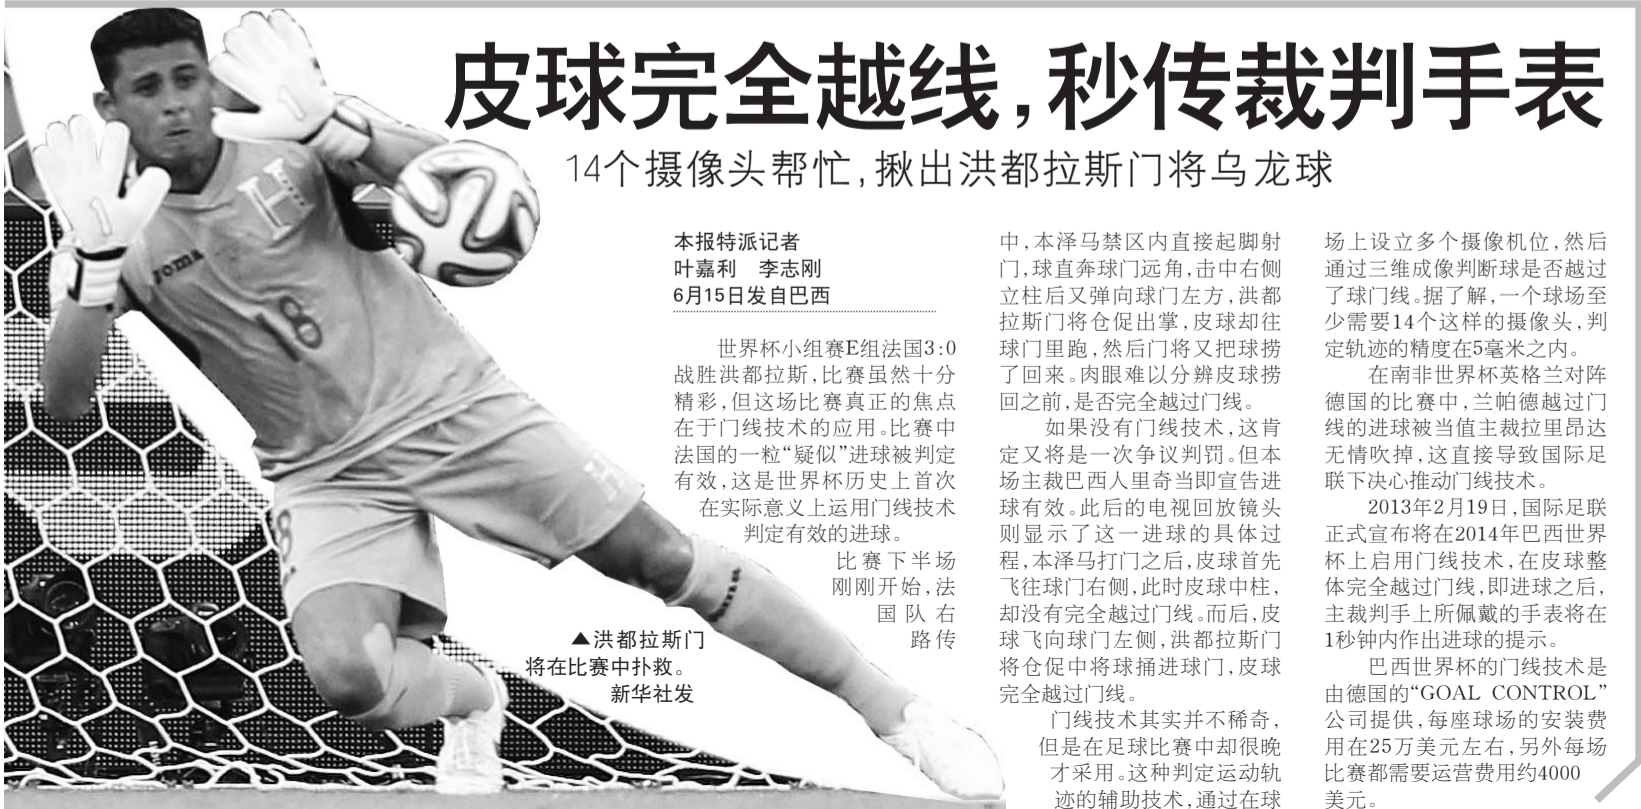 皮球完全越线，秒传裁判手表
14个摄像头帮忙，揪出洪都拉斯门将乌龙球
本报特派记者
叶嘉利　李志刚
6月15日发自巴西
世界杯小组赛E组法国3:0
战胜洪都拉斯，比赛虽然十分
精彩，但这场比赛真正的焦点
在于门线技术的应用。比赛中
法国的一粒“疑似”进球被判定
有效，这是世界杯历史上首次
在实际意义上运用门线技术
判定有效的进球。
比赛下半场
刚刚开始，法
国队右
路传
中，本泽马禁区内直接起脚射
门，球直奔球门远角，击中右侧
立柱后又弹向球门左方，洪都
拉斯门将仓促出掌，皮球却往
球门里跑，然后门将又把球捞
了回来。肉眼难以分辨皮球捞
回之前，是否完全越过门线。
如果没有门线技术，这肯
定又将是一次争议判罚。但本
场主裁巴西人里奇当即宣告进
球有效。此后的电视回放镜头
则显示了这一进球的具体过
程，本泽马打门之后，皮球首先
飞往球门右侧，此时皮球中柱，
却没有完全越过门线。而后，皮
球飞向球门左侧，洪都拉斯门
将仓促中将球捅进球门，皮球
完全越过门线。
门线技术其实并不稀奇，
但是在足球比赛中却很晚
才采用。这种判定运动轨
迹的辅助技术，通过在球
场上设立多个摄像机位，然后
通过三维成像判断球是否越过
了球门线。据了解，一个球场至
少需要14个这样的摄像头，判
定轨迹的精度在5毫米之内。
在南非世界杯英格兰对阵
德国的比赛中，兰帕德越过门
线的进球被当值主裁拉里昂达
无情吹掉，这直接导致国际足
联下决心推动门线技术。
2013年2月19日，国际足联
正式宣布将在2014年巴西世界
杯上启用门线技术，在皮球整
体完全越过门线，即进球之后，
主裁判手上所佩戴的手表将在
1秒钟内作出进球的提示。
巴西世界杯的门线技术是
由德国的“GOAL CONTROL”
公司提供，每座球场的安装费
用在25万美元左右，另外每场
比赛都需要运营费用约4000
美元。
▲洪都拉斯门
将在比赛中扑救。
新华社发
H
joma
18
1
1
H
8